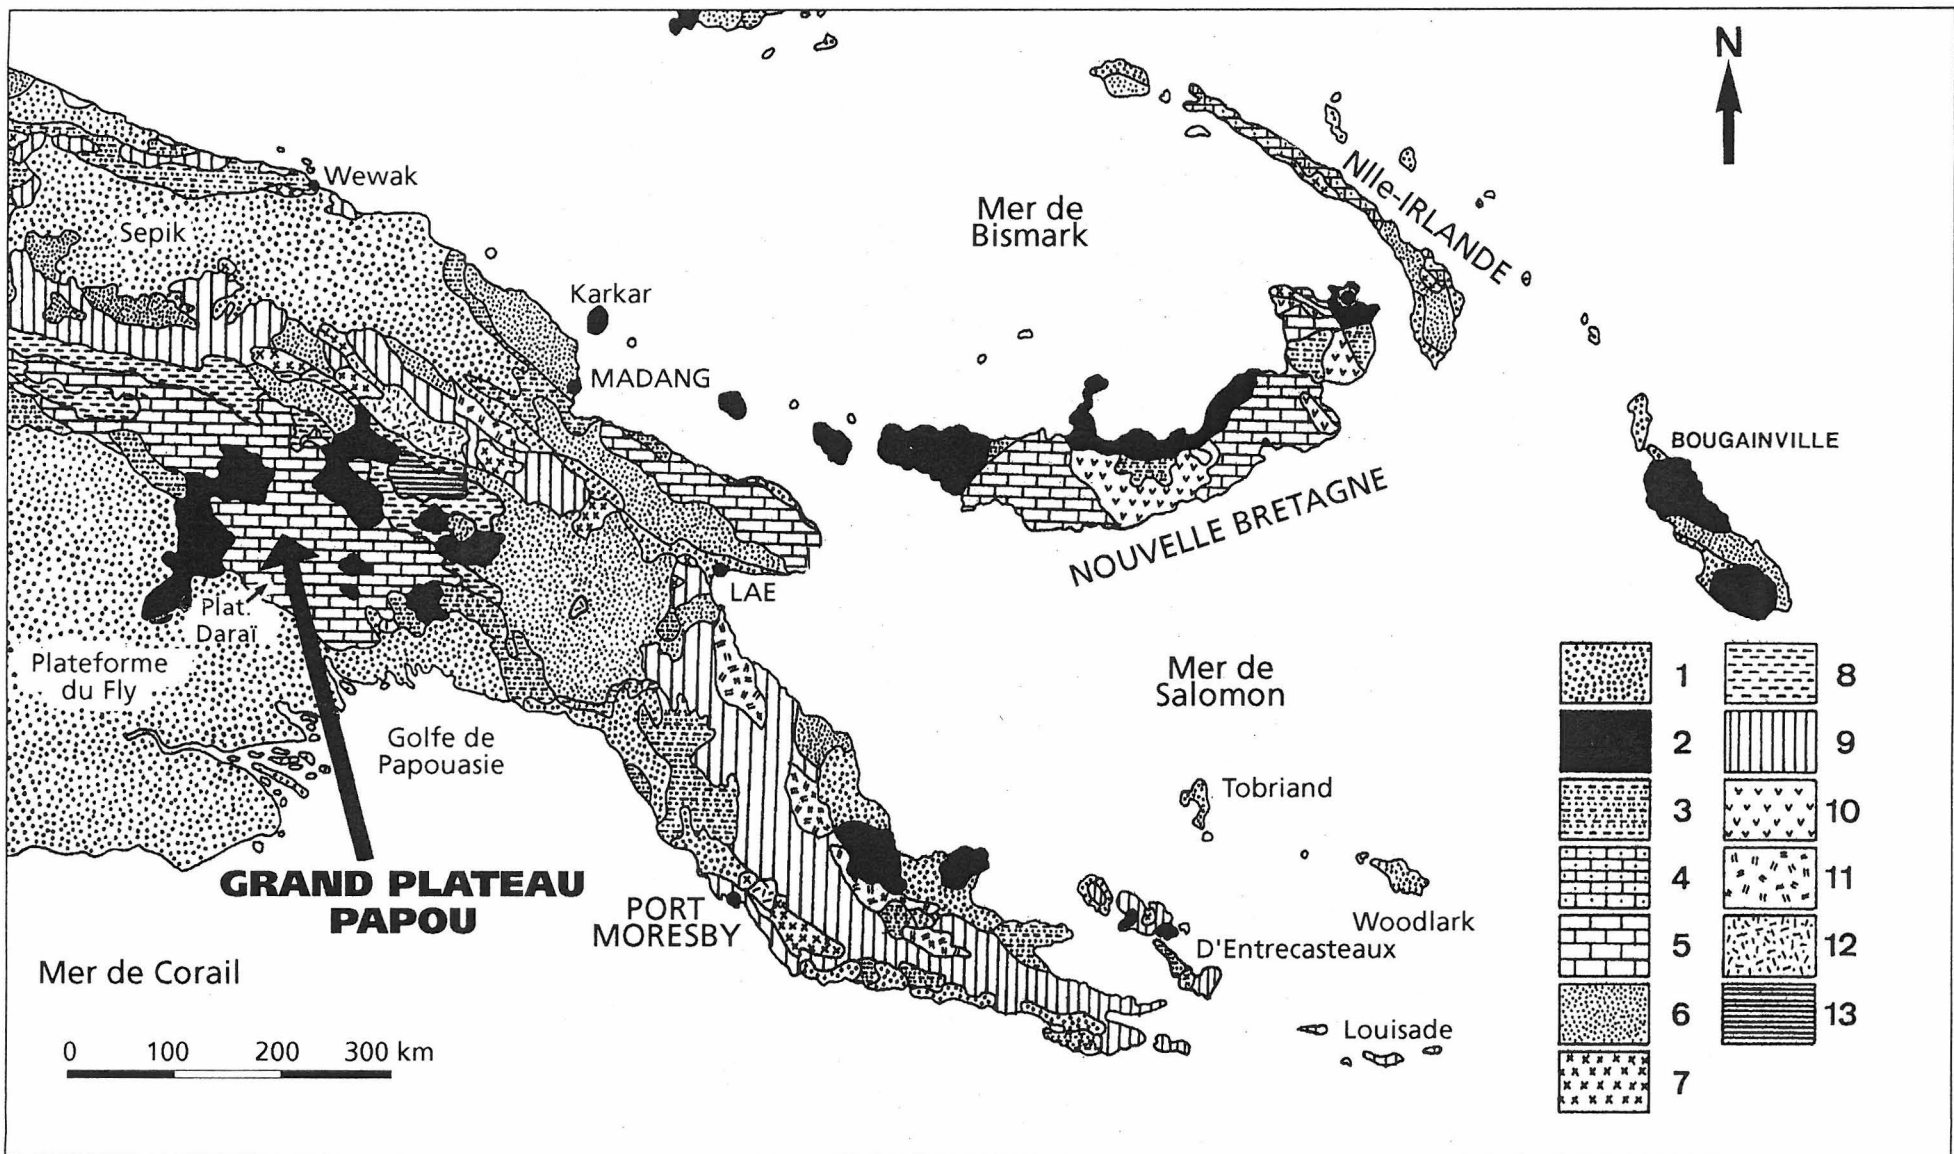 N
Wewak
Sepik
Mer de
Bismark
Nlle-IRLANDE
Karkar
MADANG
BOUGAINVILLE
NOUVELLE BRETAGNE
LAE
Plat.
Daraï
Plateforme
du Fly
Golfe de
Papouasie
Mer de
Salomon
Tobriand
GRAND PLATEAU
PAPOU
PORT
MORESBY
Woodlark
D'Entrecasteaux
Mer de Corail
Louisade
0 100 200 300 km
1 8
2 9
3 10
4 11
5 12
6 13
7